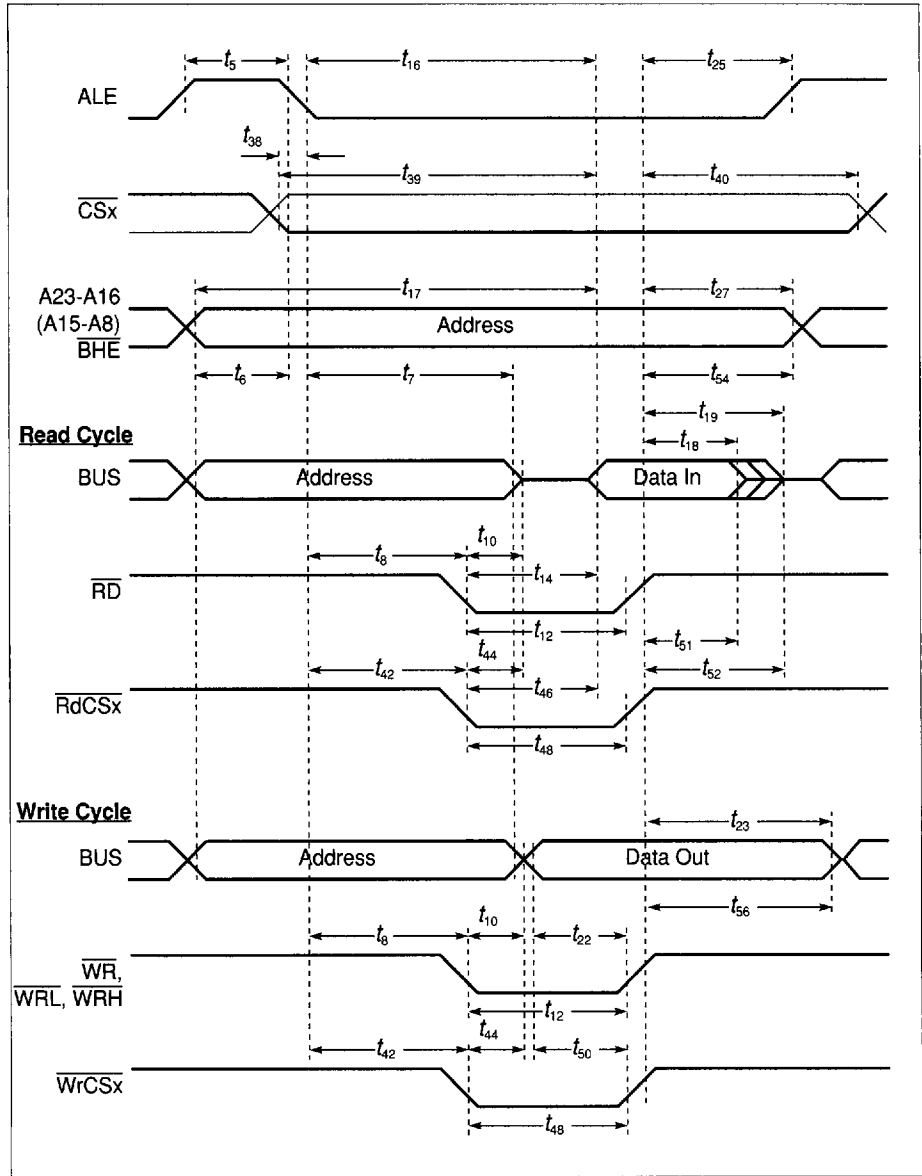 t5 t16 t25
ALE
t38
t39 t40
CSx
t17 t27
A23-A16
(A15-A8)
BHE
Address
t6 t7 t54
t19
t18
Read Cycle
BUS Address Data In
t10
t8
t14
RD
t12
t51
t44
t42 t52
t46
RdCSx
t48
Write Cycle
t23
BUS Address Data Out
t56
t10
t8 t22
WR,
WRL, WRH
t12
t44
t42 t50
WrCSx
t48